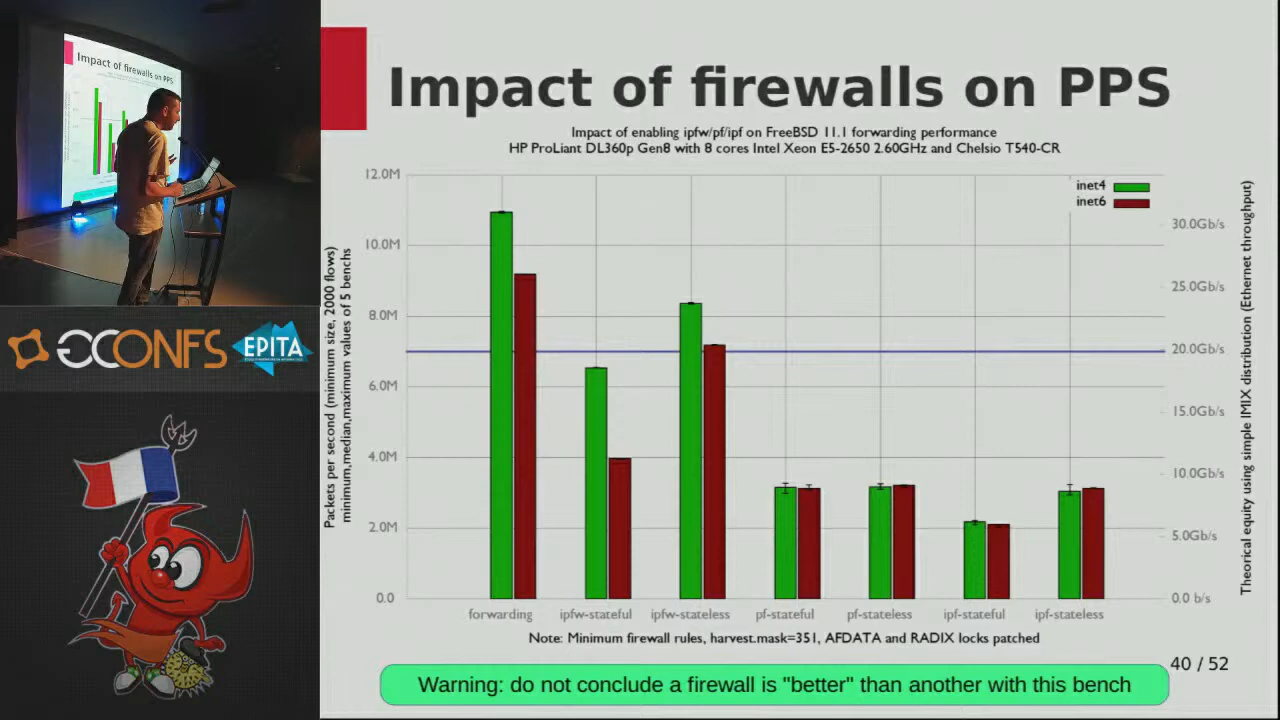 Impact of firewalls on PPS
GCONFS
EPITA
Impact of firewalls on PPS
Impact of enabling ipfw/pf/ipf on FreeBSD 11.1 forwarding performance
HP ProLiant DL360p Gen8 with 8 cores Intel Xeon E5-2650 2.60GHz and Chelsio T540-CR
Packets per second (minimum size, 2000 flows)
minimum,median,maximum values of 5 benchs
12.0M
10.0M
8.0M
6.0M
4.0M
2.0M
0.0
inet4
inet6
30.0Gb/s
25.0Gb/s
20.0Gb/s
15.0Gb/s
10.0Gb/s
5.0Gb/s
0.0 b/s
Theorical equity using simple IMIX distribution (Ethernet throughput)
forwarding ipfw-stateful ipfw-stateless pf-stateful pf-stateless ipf-stateful ipf-stateless
Note: Minimum firewall rules, harvest.mask=351, AFDATA and RADIX locks patched
40 / 52
Warning: do not conclude a firewall is "better" than another with this bench